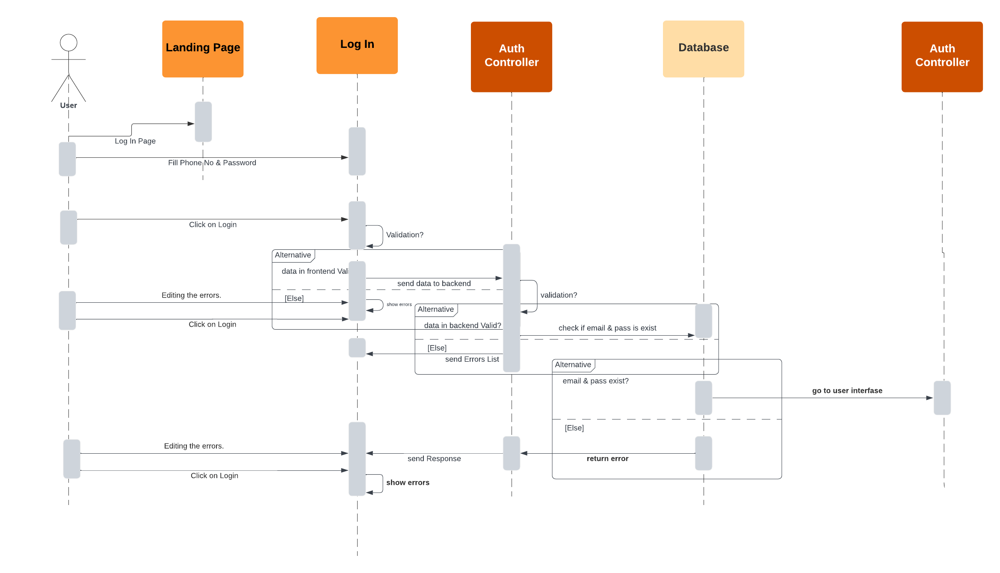 Landing Page
Log In
Auth
Controller
Database
Auth
Controller
User
Log In Page
Fill Phone No & Password
Click on Login
Validation?
Alternative
data in frontend Vali
send data to backend
Editing the errors.
[Else]
show errors
validation?
Alternative
Click on Login
data in backend Valid?
check if email & pass is exist
[Else]
send Errors List
Alternative
email & pass exist?
go to user interfase
[Else]
Editing the errors.
send Response
return error
Click on Login
show errors